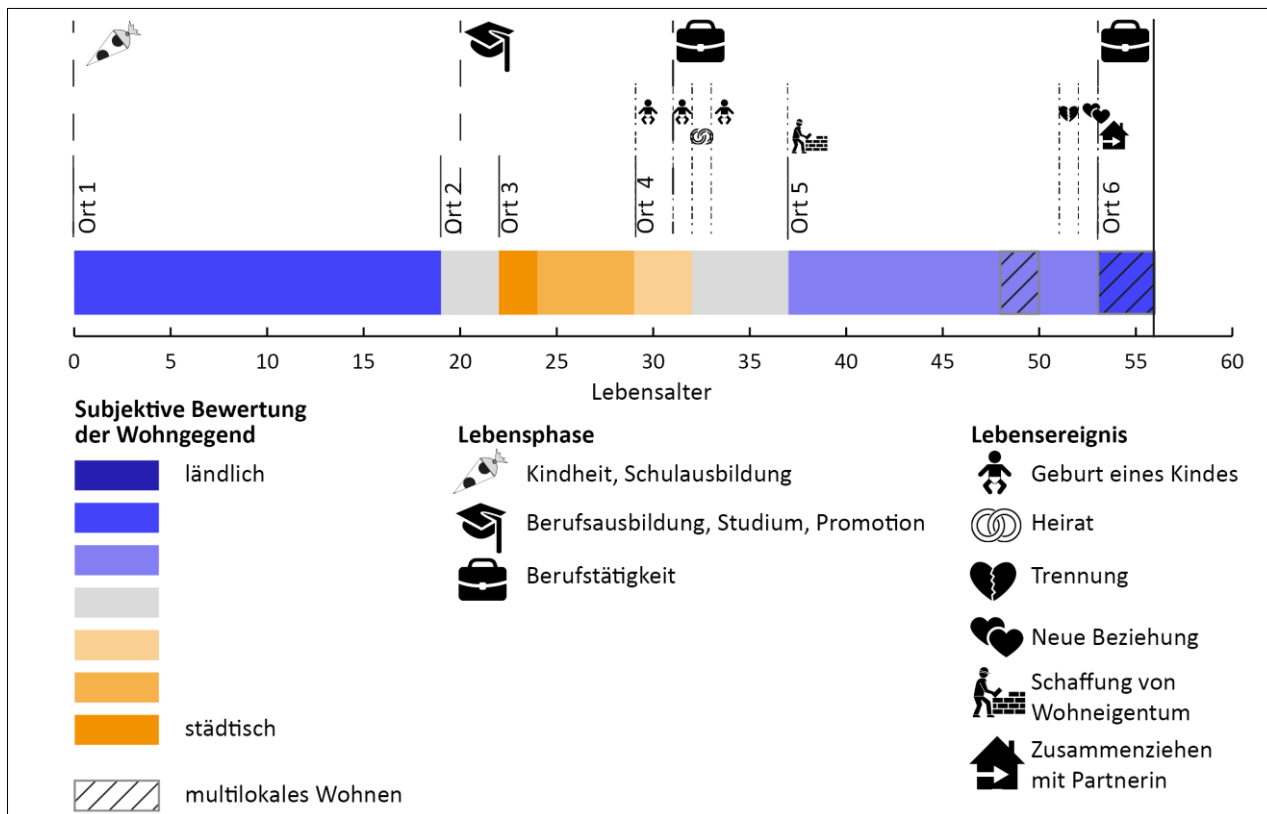 Ort 1
Ort 2
Ort 3
Ort 4
Ort 5
Ort 6
0 5 10 15 20 25 30 35 40 45 50 55 60
Lebensalter
Subjektive Bewertung
der Wohngegend
ländlich
städtisch
multilokales Wohnen
Lebensphase
Kindheit, Schulausbildung
Berufsausbildung, Studium, Promotion
Berufstätigkeit
Lebensereignis
Geburt eines Kindes
Heirat
Trennung
Neue Beziehung
Schaffung von
Wohneigentum
Zusammenziehen
mit Partnerin